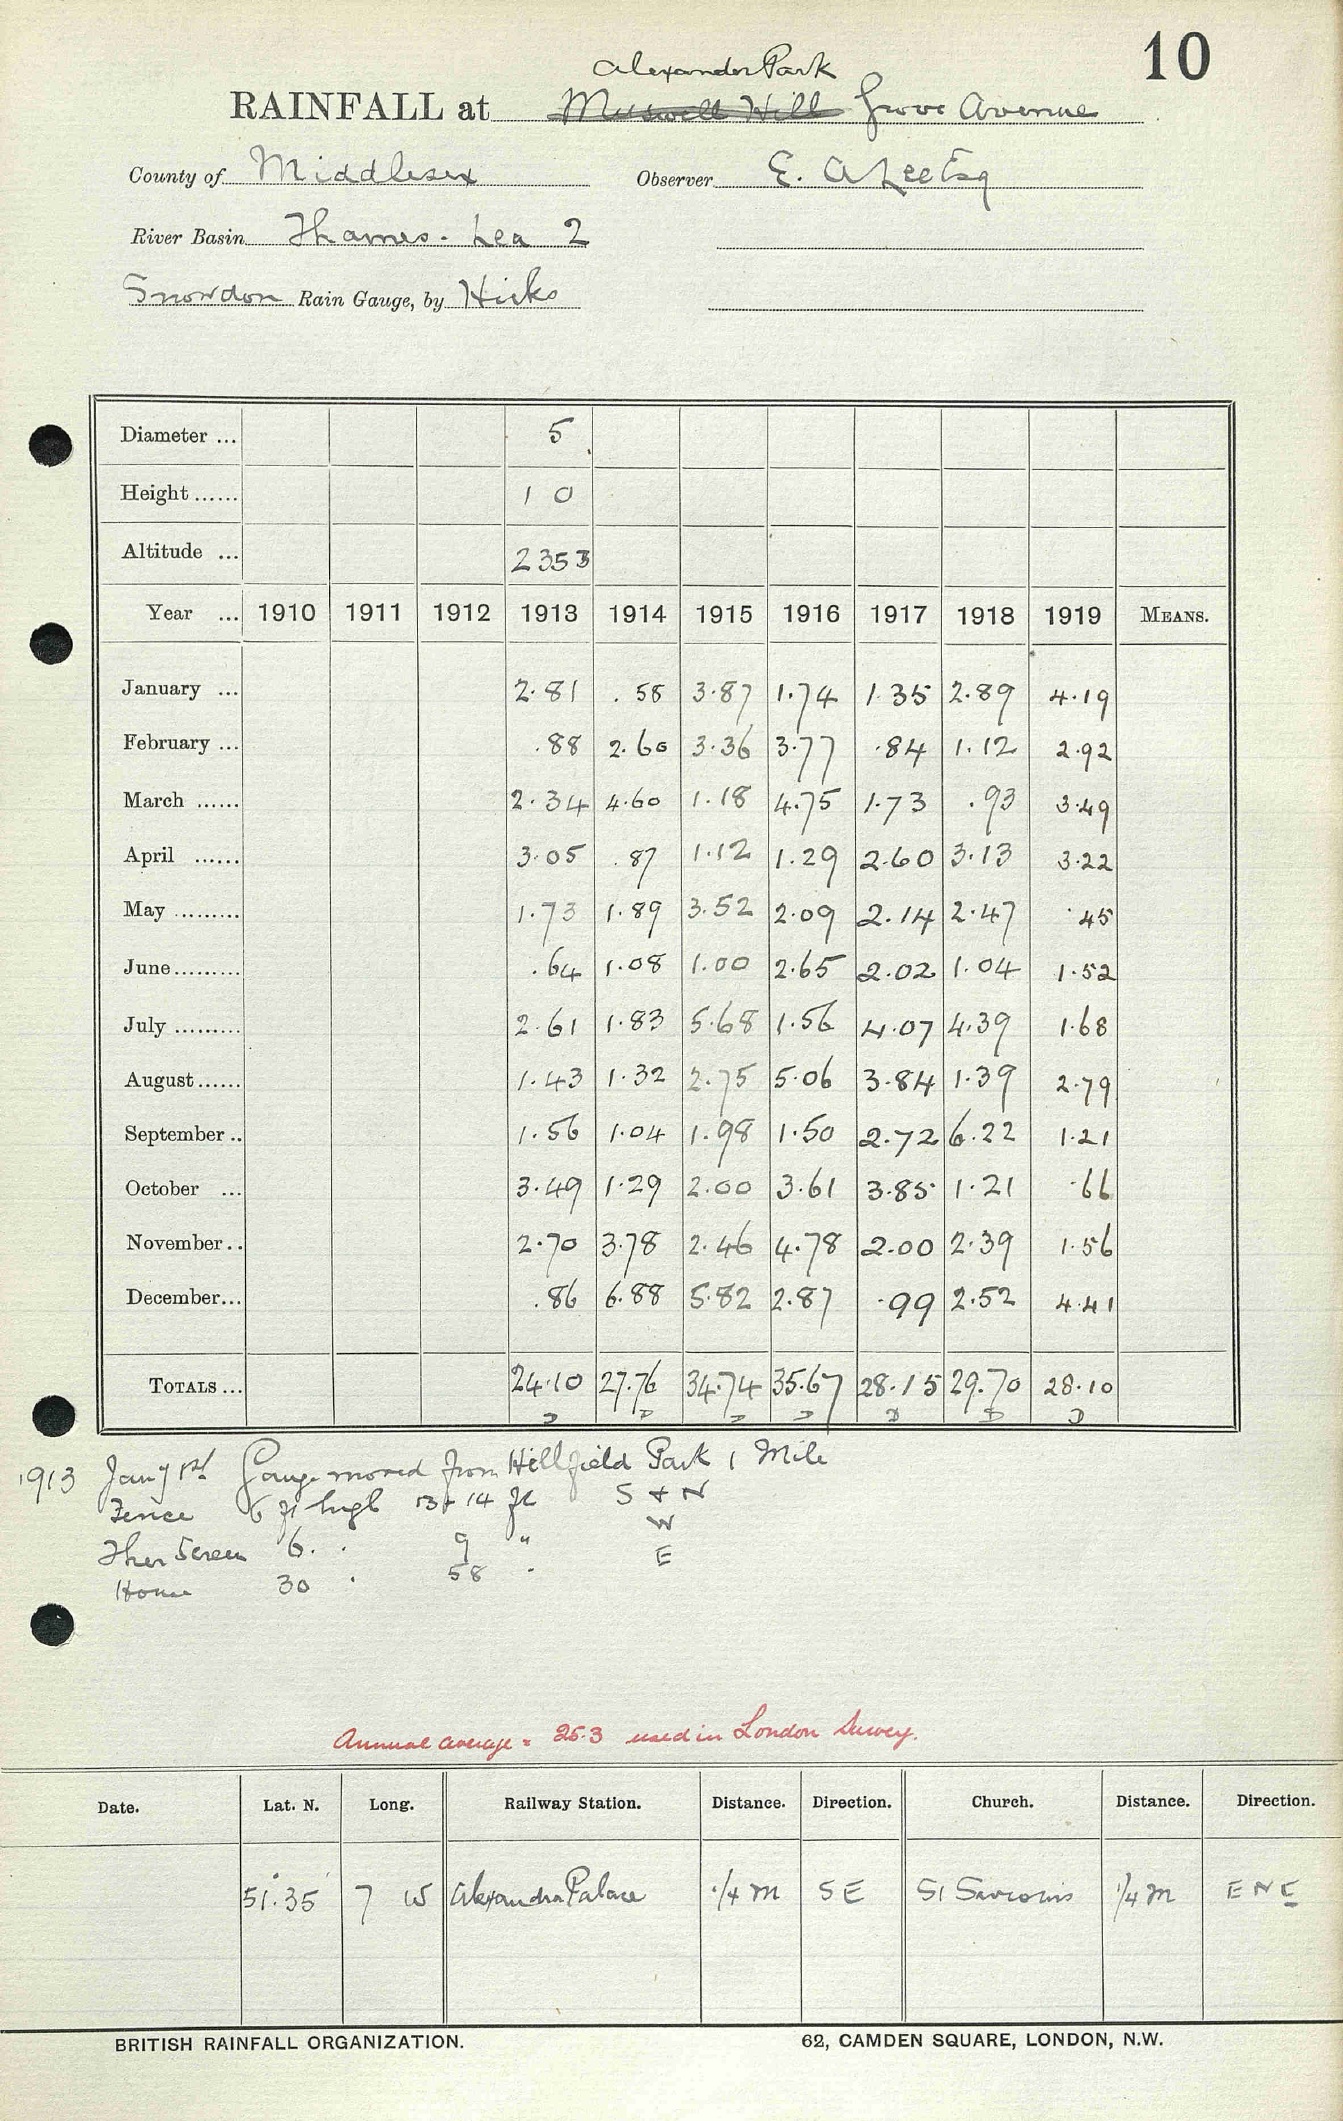 10
Alexandra Park
RAINFALL at Muswell Hill Grove Avenue
County of Middlesex Observer E. A Lee Esq
River Basin Thames. Lea 2
Snowdon Rain Gauge, by Hicks
Diameter ... 5
Height ...... 10
Altitude ... 235
Year ... 1910 1911 1912 1913 1914 1915 1916 1917 1918 1919 MEANS.
January ... 2.81 .58 3.87 1.74 1.35 2.89 4.19
February ... .88 2.60 3.36 3.77 .84 1.12 2.92
March ...... 2.34 4.60 1.18 4.75 1.73 .93 3.49
April ...... 3.05 .87 1.12 1.29 2.60 3.13 3.22
May ......... 1.73 1.89 3.52 2.09 2.14 2.47 .45
June......... .64 1.08 1.00 2.65 2.02 1.04 1.52
July ......... 2.61 1.83 5.68 1.56 4.07 4.39 1.68
August...... 1.43 1.32 2.75 5.06 3.84 1.39 2.79
September .. 1.56 1.04 1.98 1.50 2.72 6.22 1.21
October ... 3.49 1.29 2.00 3.61 3.85 1.21 .66
November.. 2.70 3.78 2.46 4.78 2.00 2.39 1.56
December... .86 6.88 5.82 2.87 .99 2.52 4.41
TOTALS ... 24.10 27.76 34.74 35.67 28.15 29.70 28.10
1913 Jany 1st Gauge moved from Hillfield Park 1 Mile
Fence 6 ft high 13 & 14 ft S & N
W
Ther Screen 6. 9 " E
House 30 58
Annual average = 25.3 used in London Survey.
Date. Lat. N. Long. Railway Station. Distance. Direction. Church. Distance. Direction.
51°.35' 7 W Alexandra Palace 1/4 m SE St Saviours 1/4 m ENE
BRITISH RAINFALL ORGANIZATION. 62, CAMDEN SQUARE, LONDON, N.W.